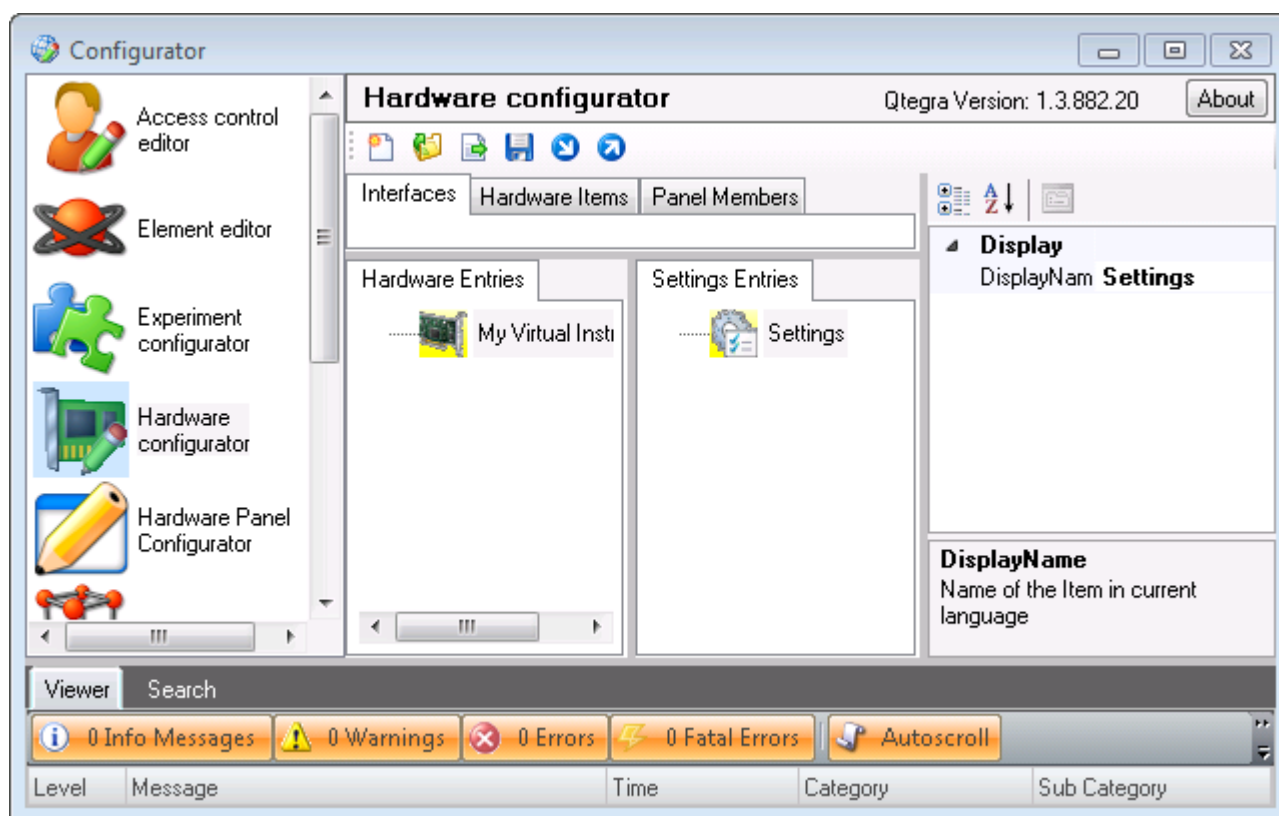 Configurator
Access control
editor
Element editor
Experiment
configurator
Hardware
configurator
Hardware Panel
Configurator
Hardware configurator
Qtegra Version: 1.3.882.20
About
Interfaces
Hardware Items
Panel Members
Hardware Entries
My Virtual Instr
Settings Entries
Settings
Display
DisplayNam Settings
DisplayName
Name of the Item in current
language
Viewer
Search
0 Info Messages
0 Warnings
0 Errors
0 Fatal Errors
Autoscroll
Level
Message
Time
Category
Sub Category